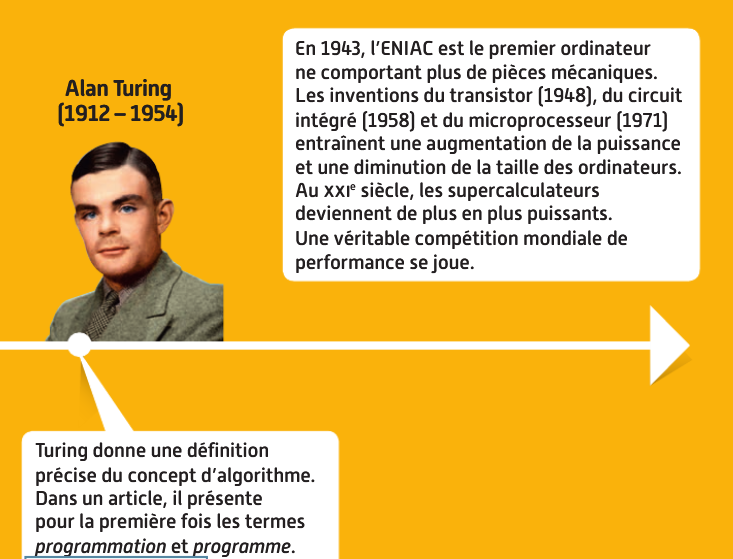 Alan Turing
(1912 – 1954)
En 1943, l’ENIAC est le premier ordinateur
ne comportant plus de pièces mécaniques.
Les inventions du transistor (1948), du circuit
intégré (1958) et du microprocesseur (1971)
entraînent une augmentation de la puissance
et une diminution de la taille des ordinateurs.
Au XXIe siècle, les supercalculateurs
deviennent de plus en plus puissants.
Une véritable compétition mondiale de
performance se joue.
Turing donne une définition
précise du concept d’algorithme.
Dans un article, il présente
pour la première fois les termes
programmation et programme.